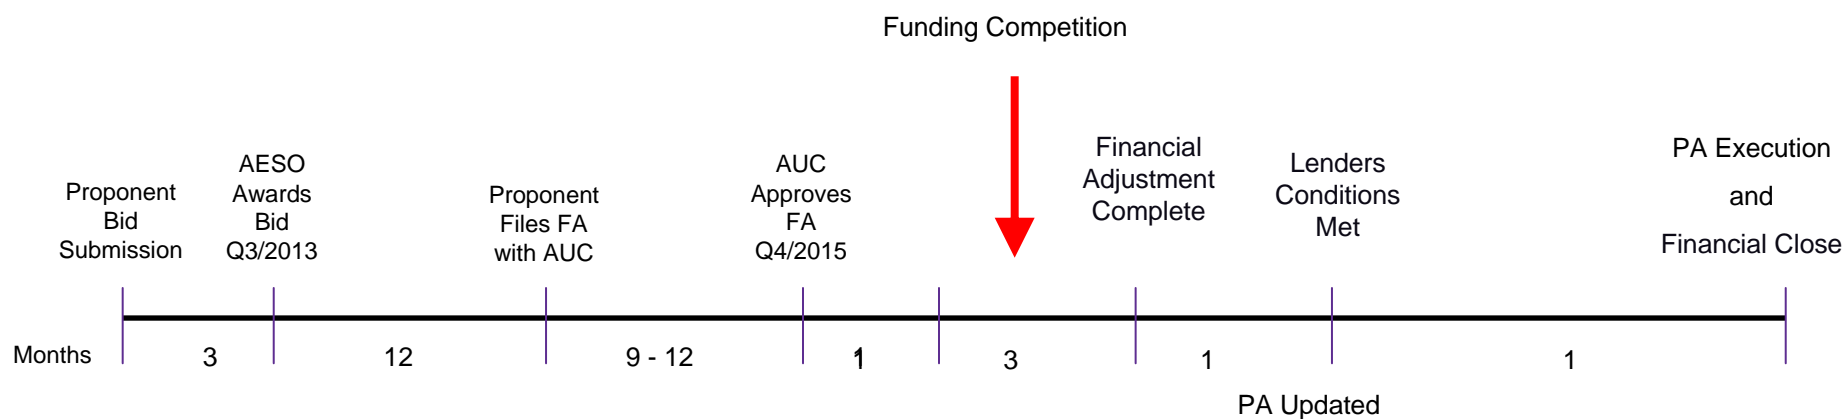 Funding Competition
Proponent
Bid
Submission
AESO
Awards
Bid
Q3/2013
Proponent
Files FA
with AUC
AUC
Approves
FA
Q4/2015
Financial
Adjustment
Complete
Lenders
Conditions
Met
PA Execution
and
Financial Close
Months 3 12 9 - 12 1 3 1 1
PA Updated